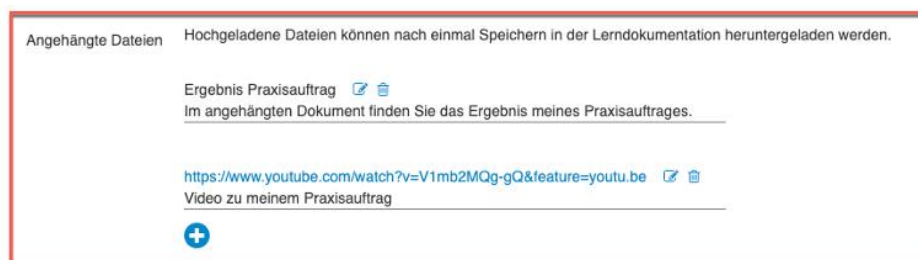 Angehängte Dateien
Hochgeladene Dateien können nach einmal Speichern in der Lerndokumentation heruntergeladen werden.
Ergebnis Praxisauftrag
Im angehängten Dokument finden Sie das Ergebnis meines Praxisauftrages.
https://www.youtube.com/watch?v=V1mb2MQg-gQ&feature=youtu.be
Video zu meinem Praxisauftrag